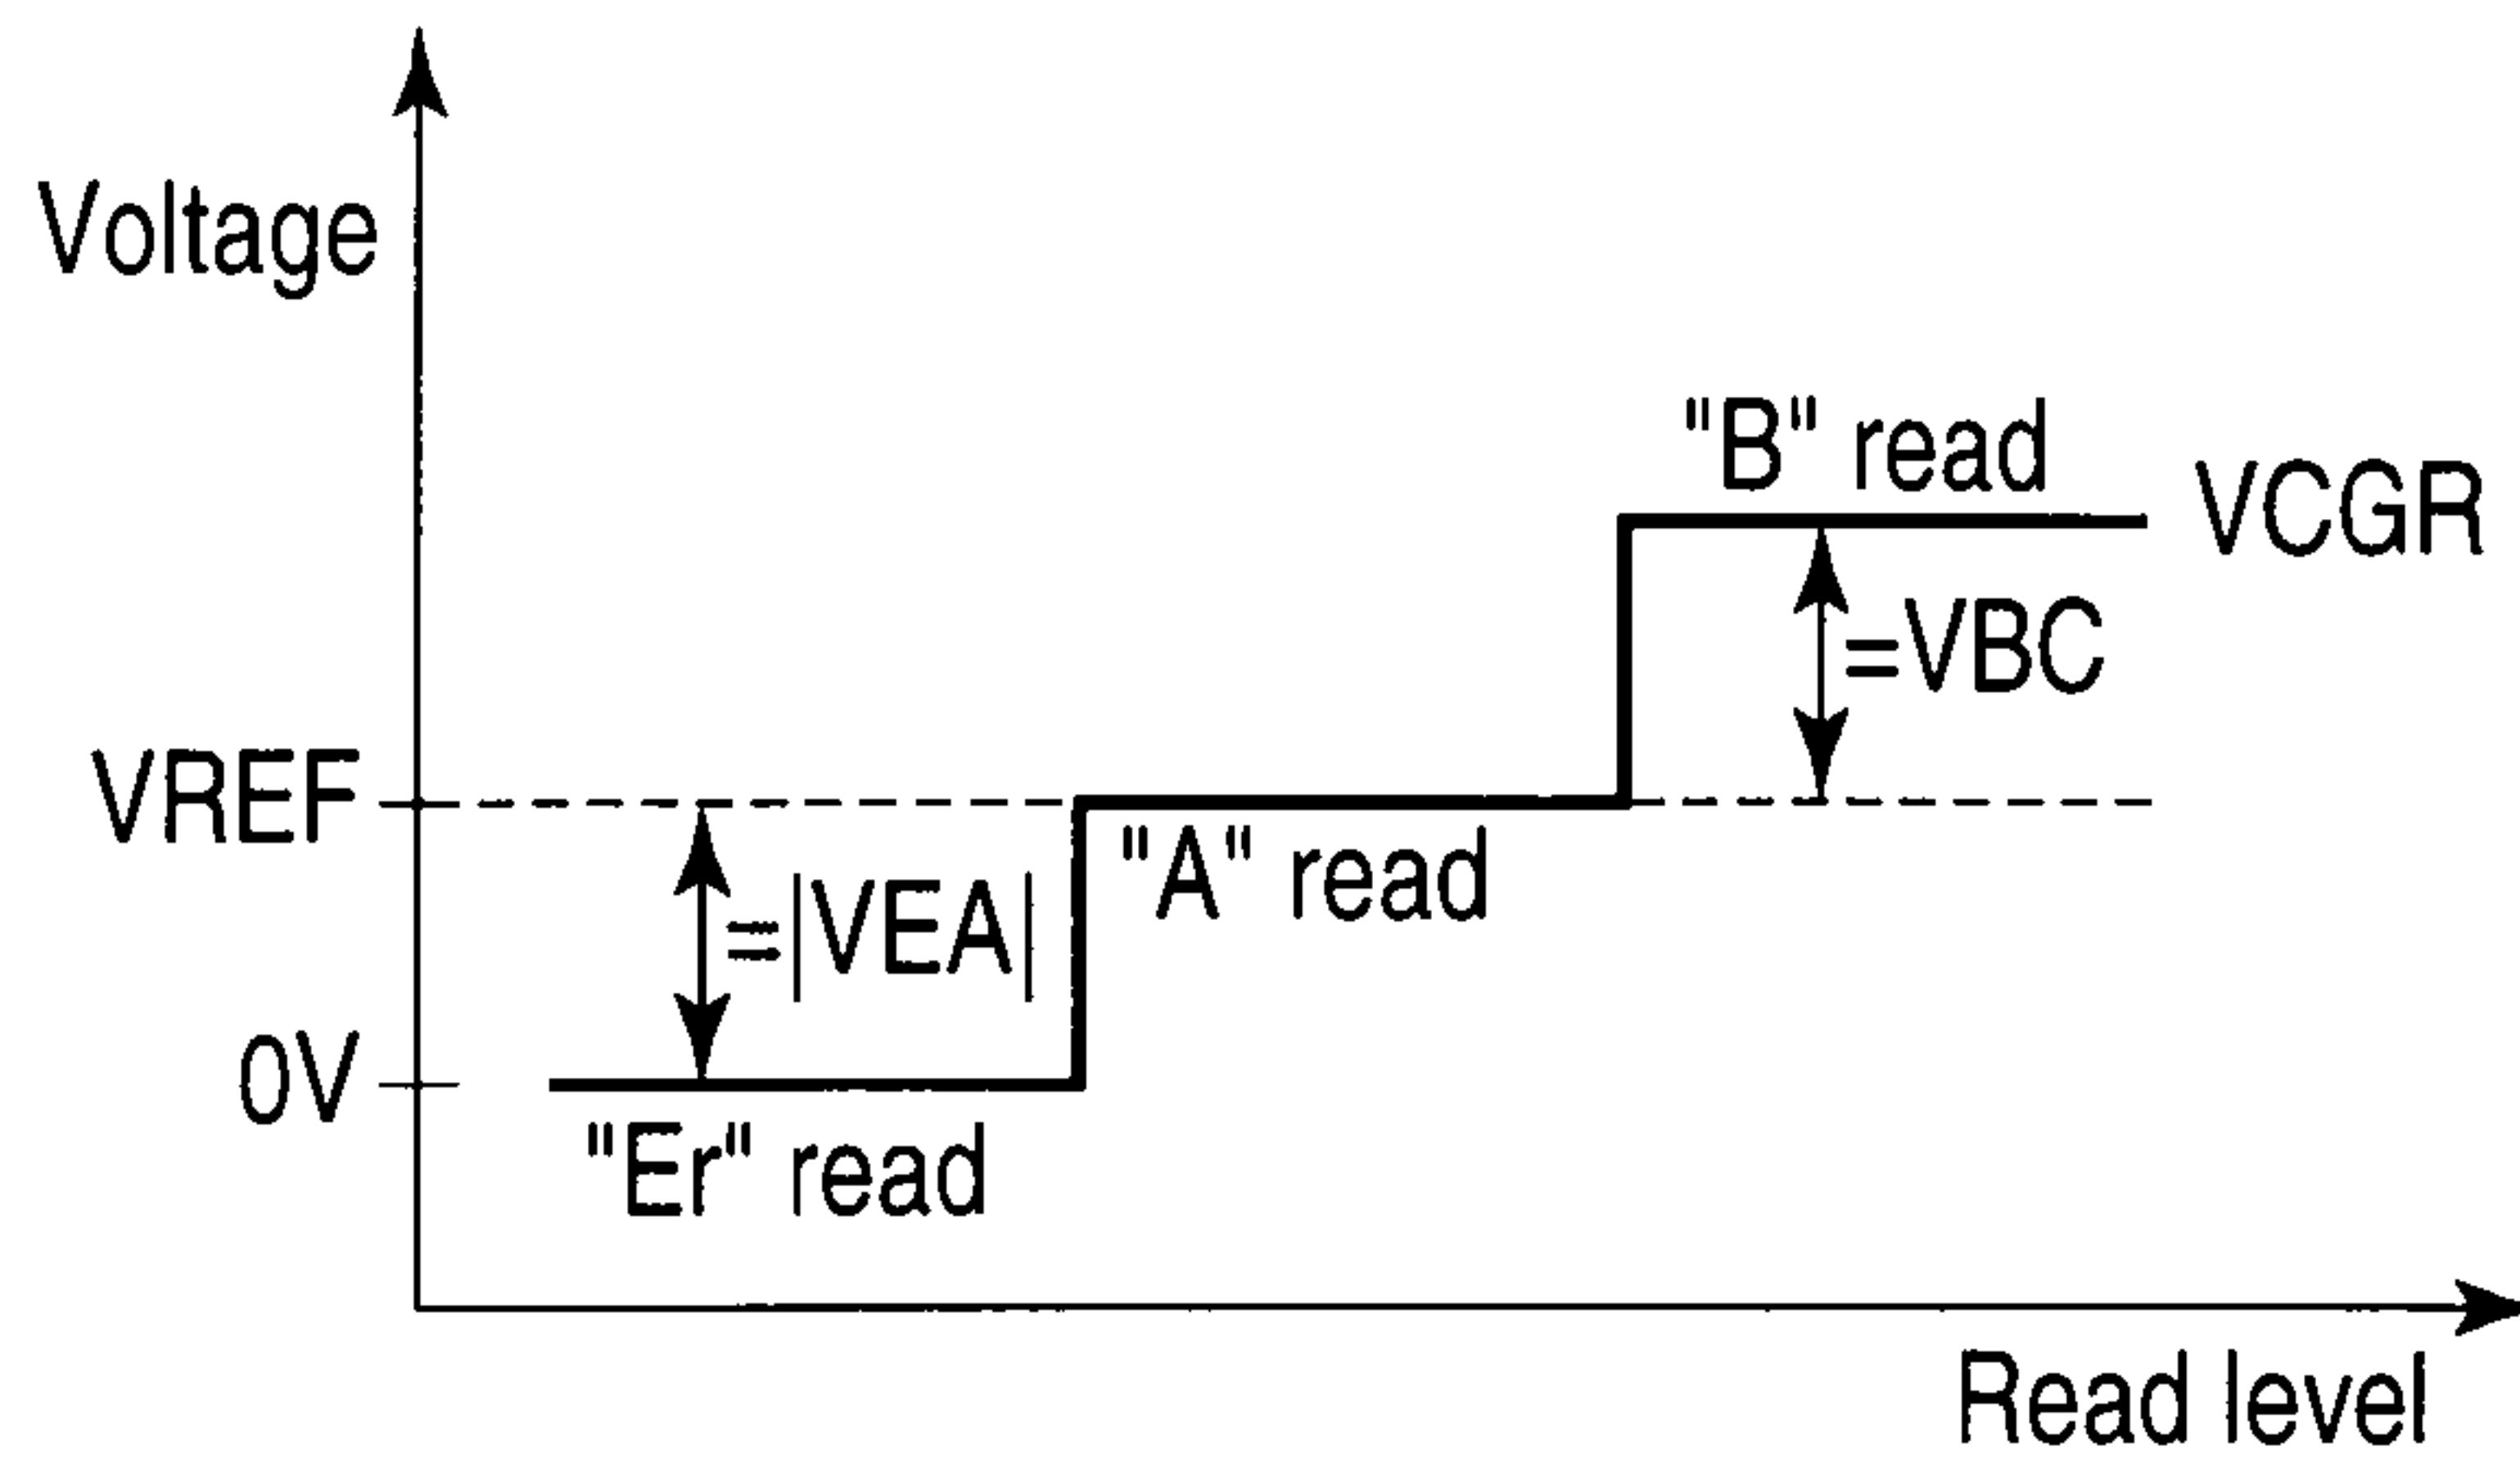 Voltage
"B" read
VCGR
=VBC
VREF
"A" read
=|VEA|
0V
"Er" read
Read level